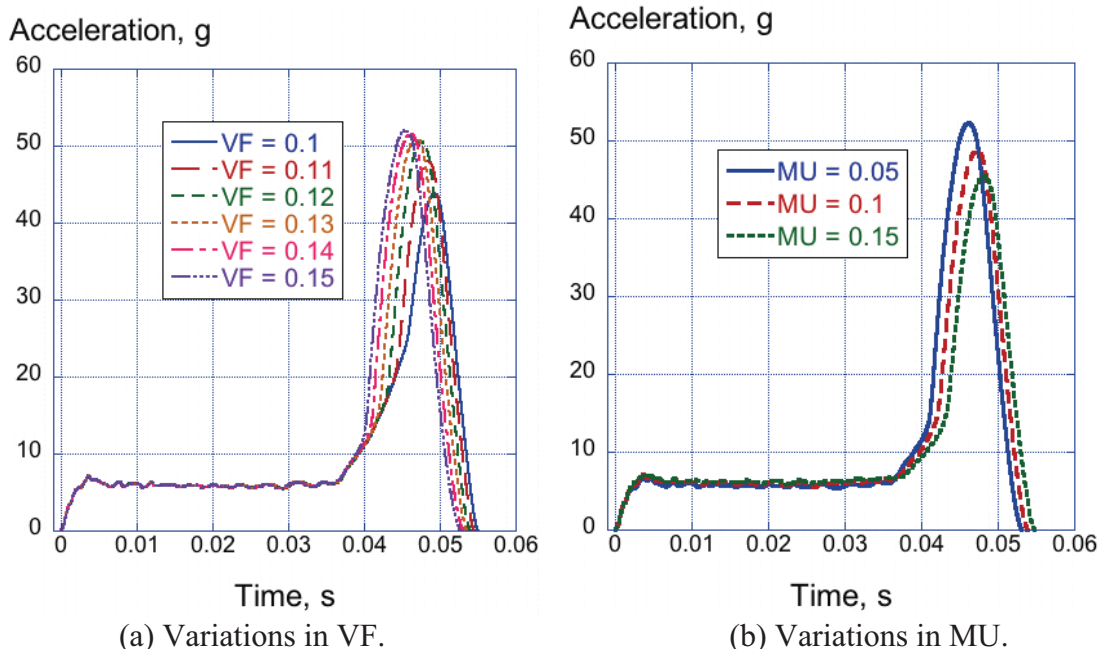 Acceleration, g
60
50
40
30
20
10
0
VF = 0.1
VF = 0.11
VF = 0.12
VF = 0.13
VF = 0.14
VF = 0.15
0 0.01 0.02 0.03 0.04 0.05 0.06
Time, s
(a) Variations in VF.
Acceleration, g
60
50
40
30
20
10
0
MU = 0.05
MU = 0.1
MU = 0.15
0 0.01 0.02 0.03 0.04 0.05 0.06
Time, s
(b) Variations in MU.